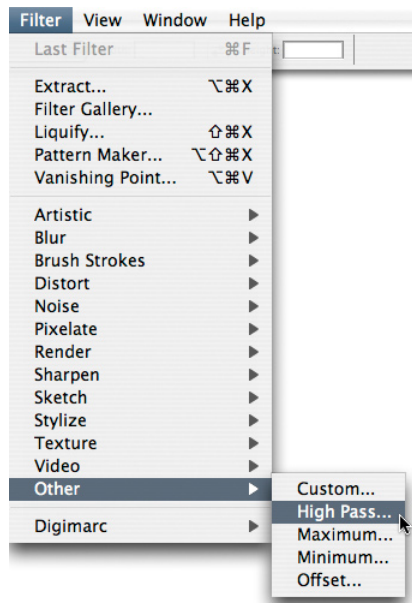 Filter View Window Help
Last Filter ⌘F
Extract... ⌥⌘X
Filter Gallery...
Liquify... ⇧⌘X
Pattern Maker... ⌥⇧⌘X
Vanishing Point... ⌥⌘V
Artistic
Blur
Brush Strokes
Distort
Noise
Pixelate
Render
Sharpen
Sketch
Stylize
Texture
Video
Other
Custom...
High Pass...
Digimarc
Maximum...
Minimum...
Offset...